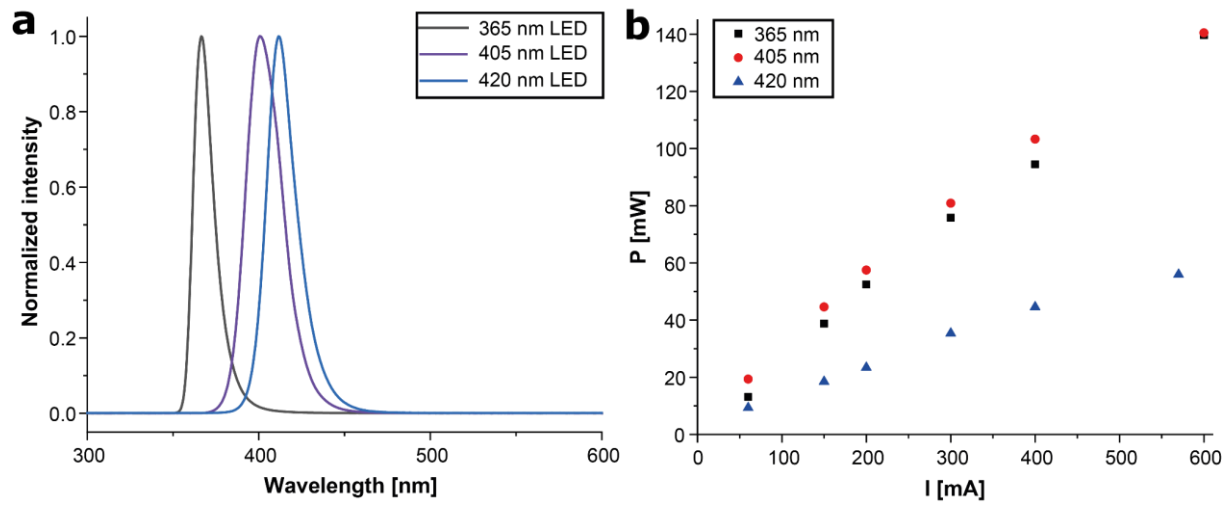 a
365 nm LED
405 nm LED
420 nm LED
1.0
0.8
0.6
0.4
0.2
0.0
Normalized intensity
300
400
500
600
Wavelength [nm]
b
365 nm
405 nm
420 nm
140
120
100
80
60
40
20
0
P [mW]
0
100
200
300
400
500
600
I [mA]